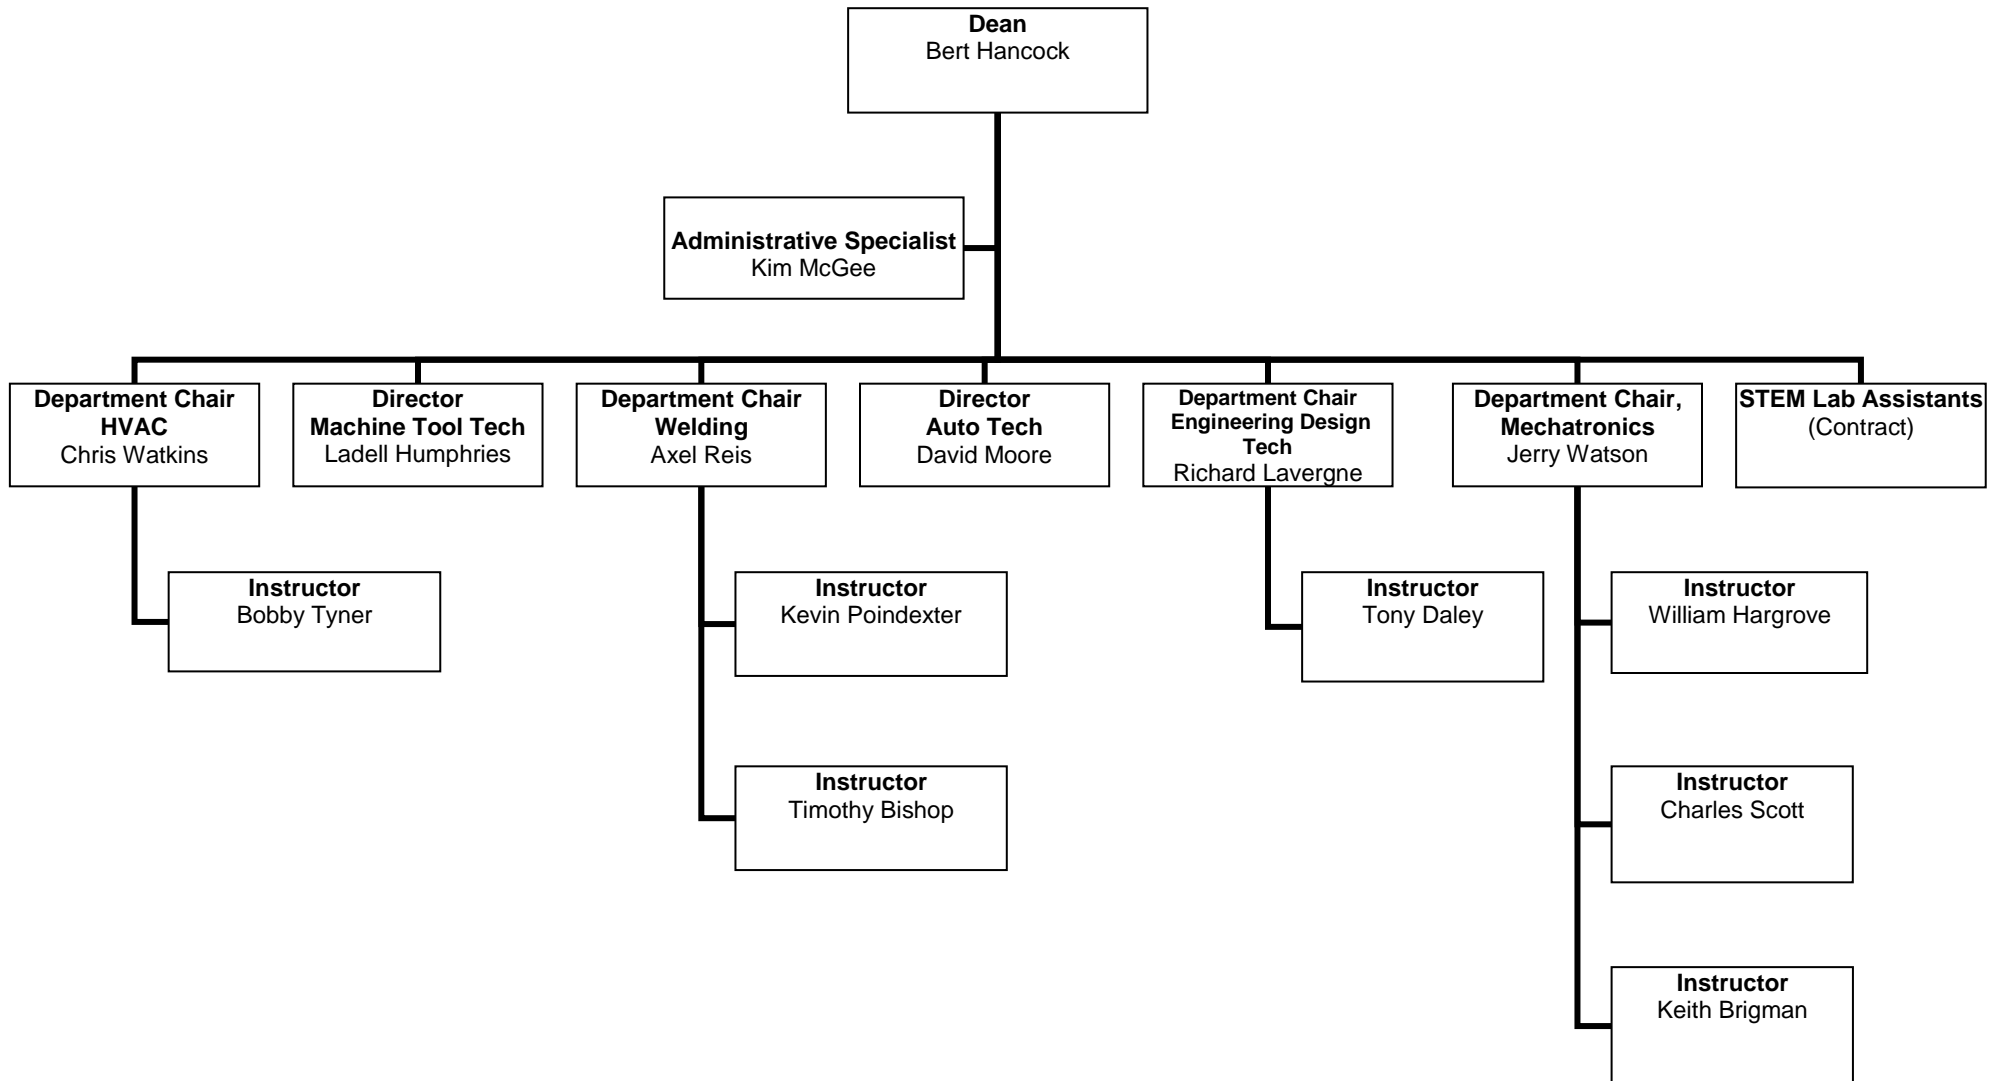 Dean
Bert Hancock
Administrative Specialist
Kim McGee
Department Chair
HVAC
Chris Watkins
Director
Machine Tool Tech
Ladell Humphries
Department Chair
Welding
Axel Reis
Director
Auto Tech
David Moore
Department Chair
Engineering Design
Tech
Richard Lavergne
Department Chair,
Mechatronics
Jerry Watson
STEM Lab Assistants
(Contract)
Instructor
Bobby Tyner
Instructor
Kevin Poindexter
Instructor
Tony Daley
Instructor
William Hargrove
Instructor
Timothy Bishop
Instructor
Charles Scott
Instructor
Keith Brigman